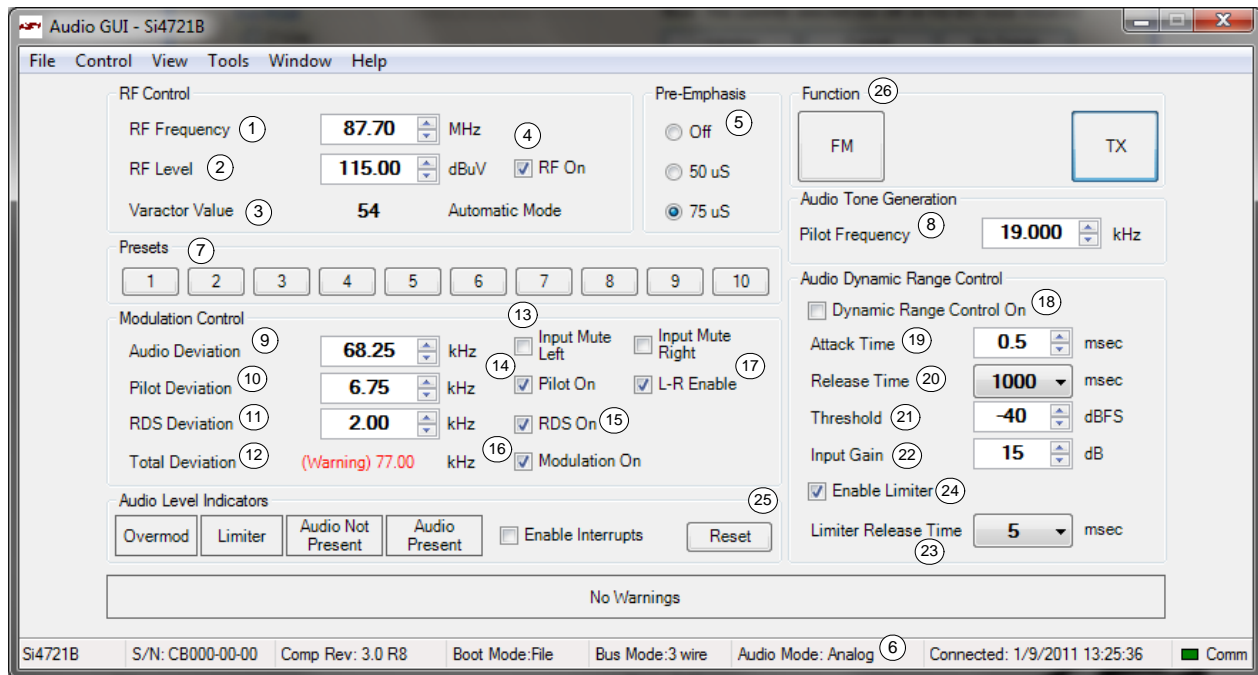 Audio GUI - Si4721B
File Control View Tools Window Help
RF Control
RF Frequency 1 87.70 MHz
4
RF Level 2 115.00 dBuV RF On
Varactor Value 3 54 Automatic Mode
Pre-Emphasis
Off 5
50 uS
75 uS
Function 26
FM TX
Presets 7
1 2 3 4 5 6 7 8 9 10
Audio Tone Generation
Pilot Frequency 8 19.000 kHz
Modulation Control
13
Audio Deviation 9 68.25 kHz Input Mute Left Input Mute Right
Pilot Deviation 10 6.75 kHz 14 Pilot On L-R Enable 17
RDS Deviation 11 2.00 kHz RDS On 15
Total Deviation 12 (Warning) 77.00 kHz 16 Modulation On
Audio Dynamic Range Control
Dynamic Range Control On 18
Attack Time 19 0.5 msec
Release Time 20 1000 msec
Threshold 21 -40 dBFS
Input Gain 22 15 dB
Enable Limiter 24
Limiter Release Time 5 msec
23
Audio Level Indicators 25
Overmod Limiter Audio Not Present Audio Present Enable Interrupts Reset
No Warnings
Si4721B S/N: CB000-00-00 Comp Rev: 3.0 R8 Boot Mode:File Bus Mode:3 wire Audio Mode: Analog 6 Connected: 1/9/2011 13:25:36 Comm